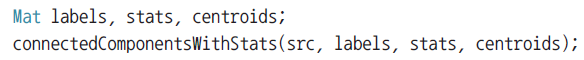 Mat labels, stats, centroids;
connectedComponentsWithStats(src, labels, stats, centroids);